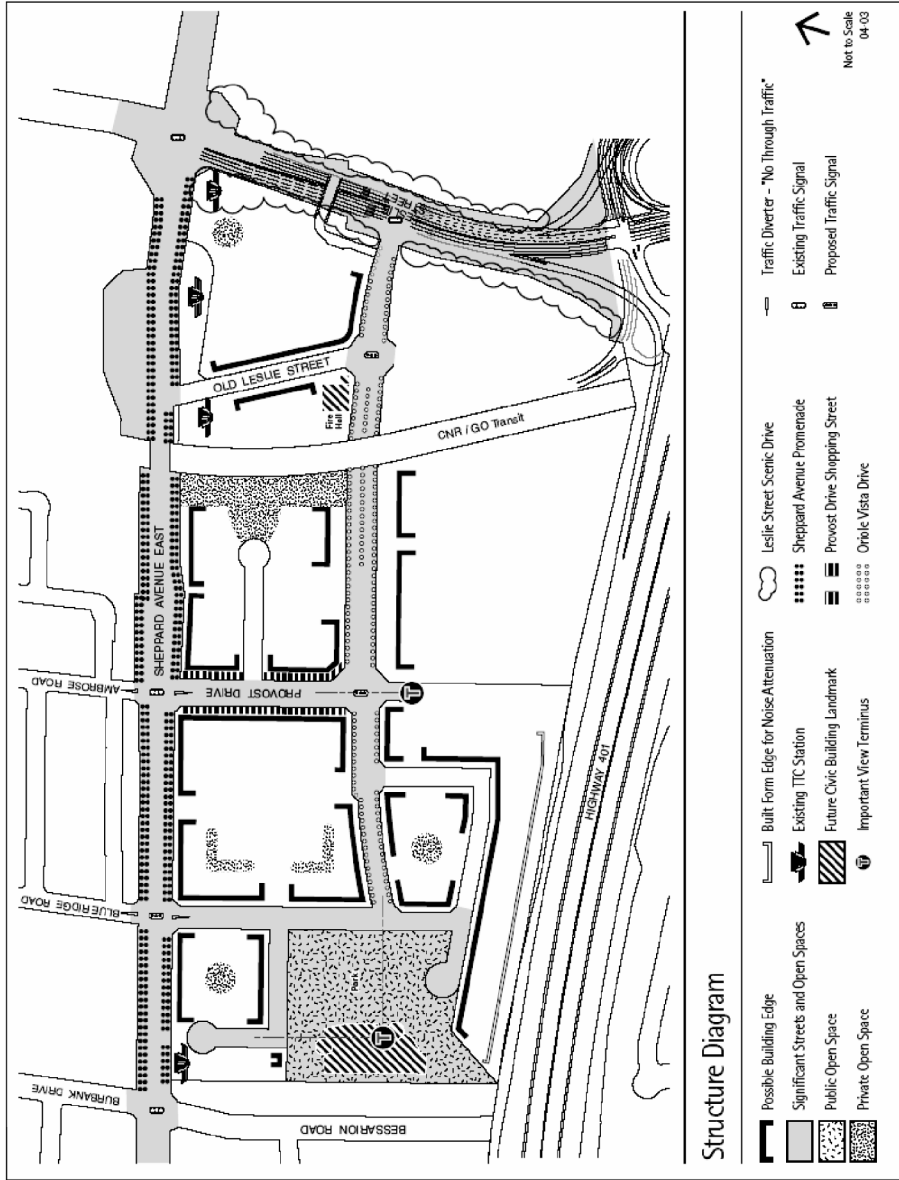 BURBANK DRIVE
BLUERIDGE ROAD
AMBROSE ROAD
SHEPPARD AVENUE EAST
PROVOST DRIVE
OLD LESLIE STREET
STREET
Fire
Hall
CNR / GO Transit
Park
BESSARION ROAD
HIGHWAY 401
Structure Diagram
Possible Building Edge
Significant Streets and Open Spaces
Public Open Space
Private Open Space
Built Form Edge for Noise Attenuation
Existing TTC Station
Future Civic Building Landmark
Important View Terminus
Leslie Street Scenic Drive
Sheppard Avenue Promenade
Provost Drive Shopping Street
Oriole Vista Drive
Traffic Diverter - "No Through Traffic"
Existing Traffic Signal
Proposed Traffic Signal
Not to Scale
04-03